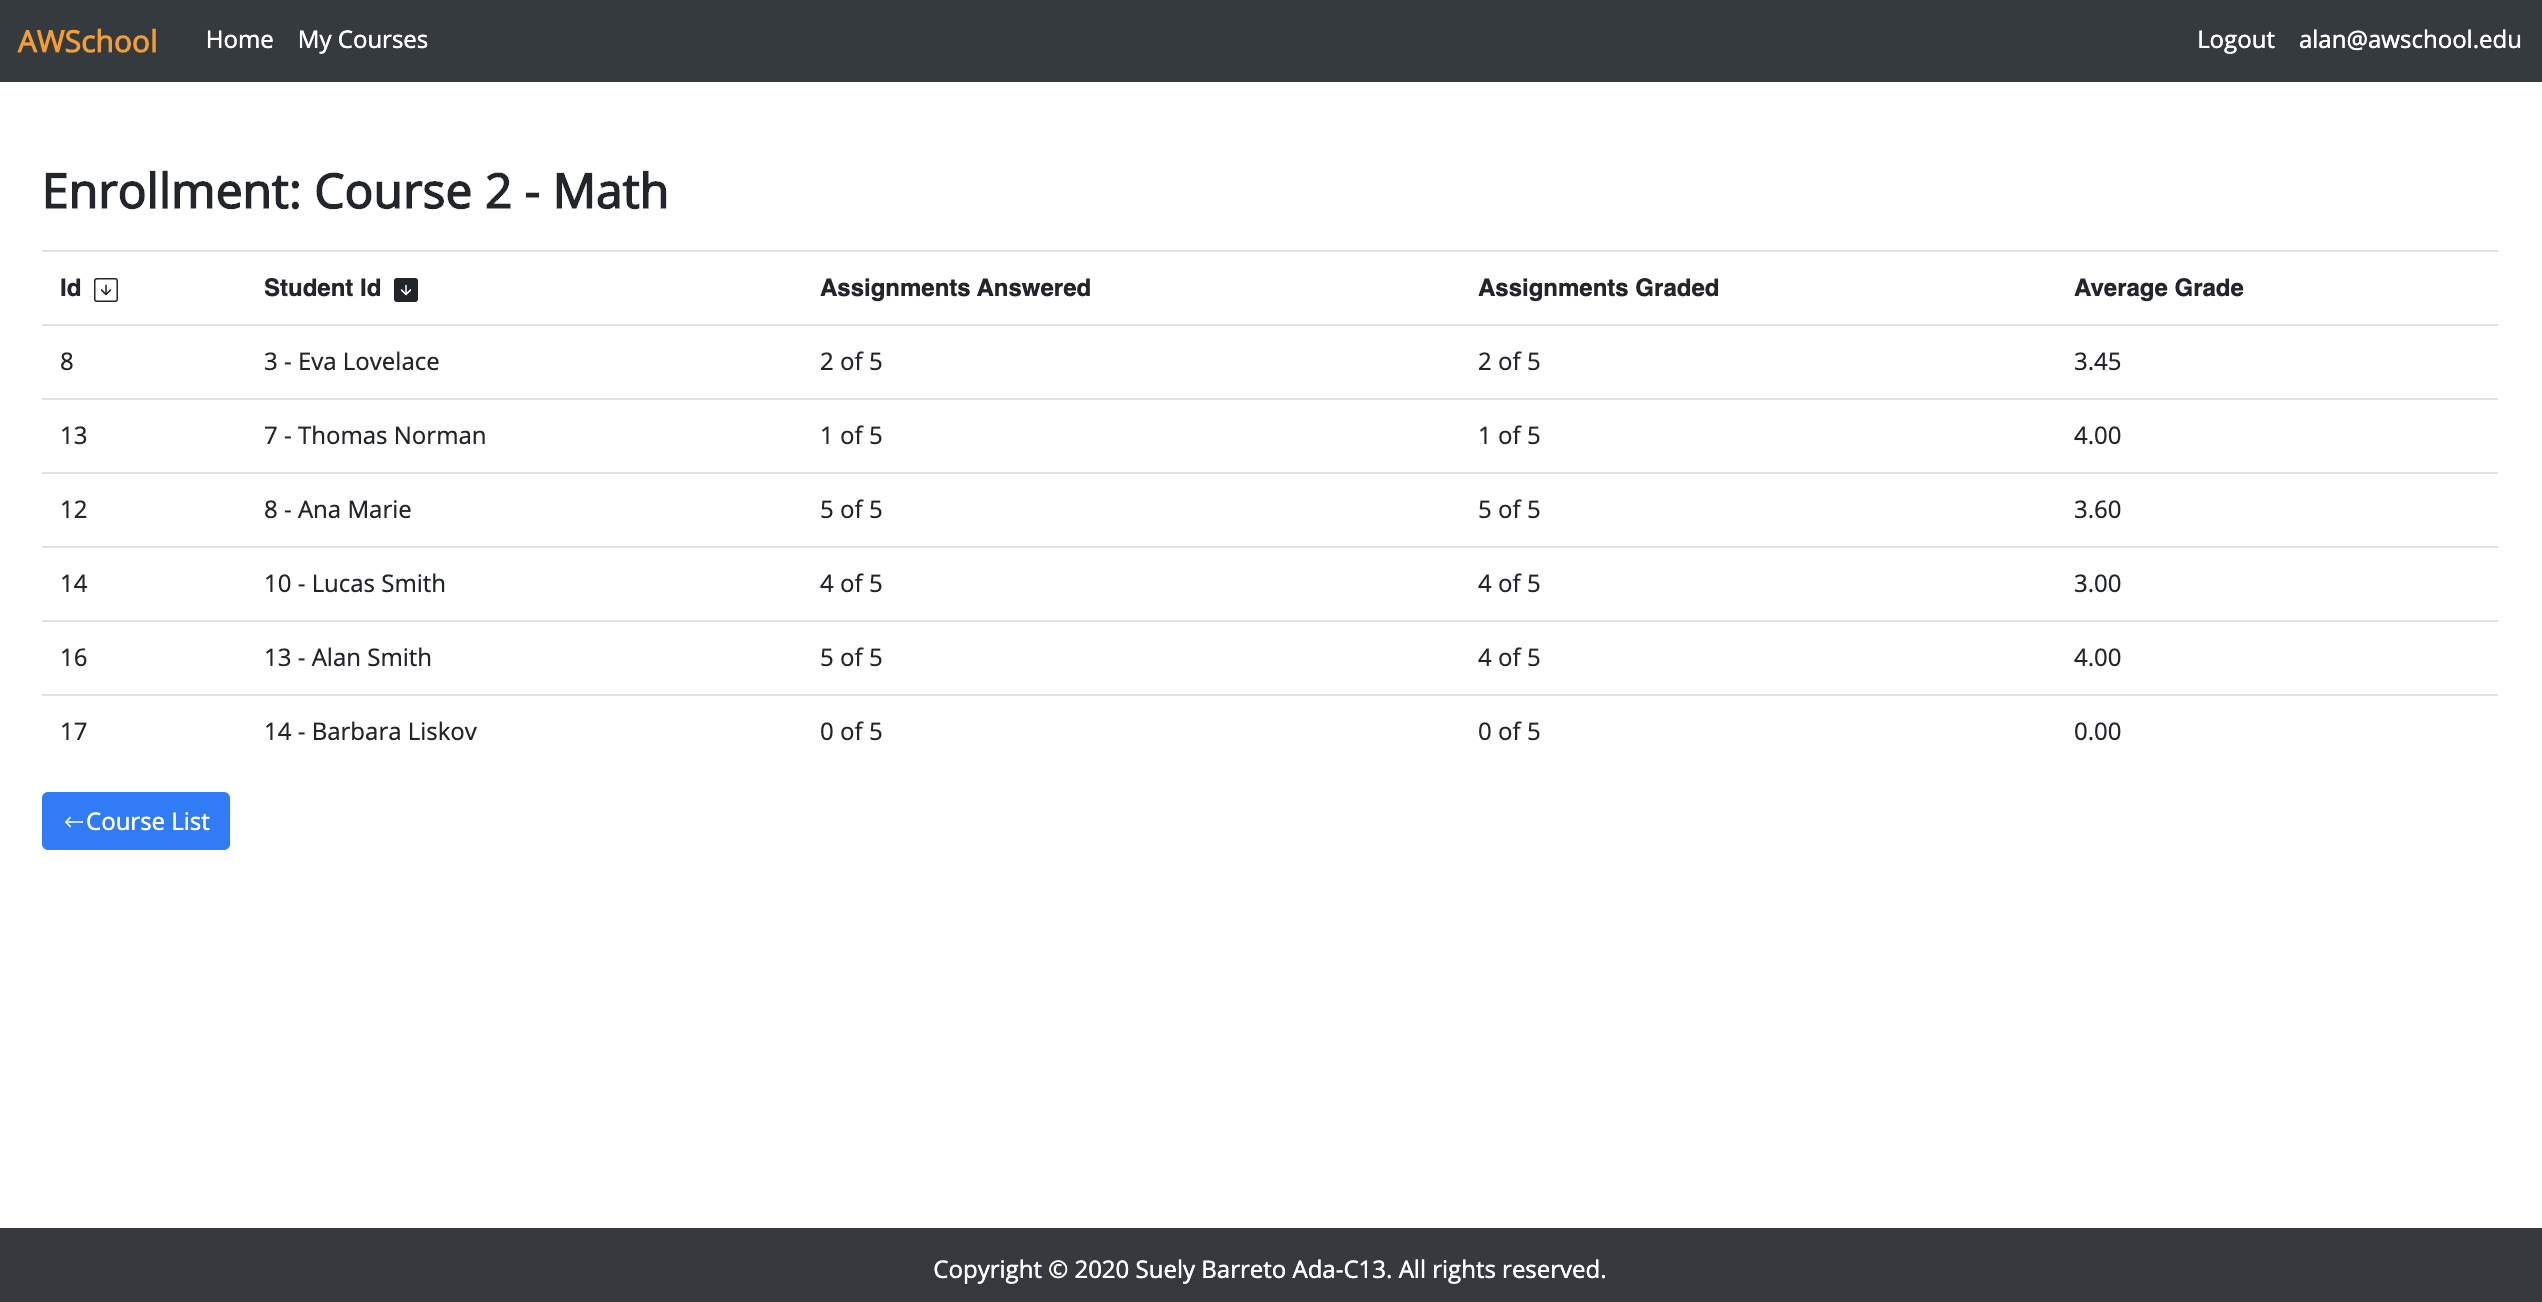 AWSchool Home My Courses Logout alan@awschool.edu
Enrollment: Course 2 - Math
Id Student Id Assignments Answered Assignments Graded Average Grade
8 3 - Eva Lovelace 2 of 5 2 of 5 3.45
13 7 - Thomas Norman 1 of 5 1 of 5 4.00
12 8 - Ana Marie 5 of 5 5 of 5 3.60
14 10 - Lucas Smith 4 of 5 4 of 5 3.00
16 13 - Alan Smith 5 of 5 4 of 5 4.00
17 14 - Barbara Liskov 0 of 5 0 of 5 0.00
←Course List
Copyright © 2020 Suely Barreto Ada-C13. All rights reserved.